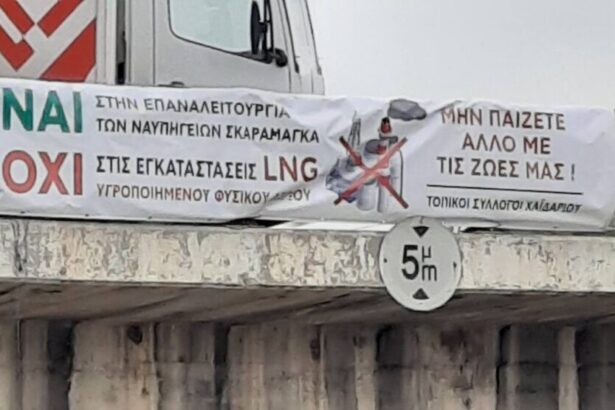 ΝΑΙ ΣΤΗΝ ΕΠΑΝΑΛΕΙΤΟΥΡΓΙΑ
ΤΩΝ ΝΑΥΠΗΓΕΙΩΝ ΣΚΑΡΑΜΑΓΚΑ
ΟΧΙ ΣΤΙΣ ΕΓΚΑΤΑΣΤΑΣΕΙΣ LNG
ΥΓΡΟΠΟΙΗΜΕΝΟΥ ΦΥΣΙΚΟΥ ΑΕΡΙΟΥ
ΜΗΝ ΠΑΙΖΕΤΕ
ΑΛΛΟ ΜΕ
ΤΙΣ ΖΩΕΣ ΜΑΣ !
ΤΟΠΙΚΟΙ ΣΥΛΛΟΓΟΙ ΧΑΪΔΑΡΙΟΥ
5 μ
m